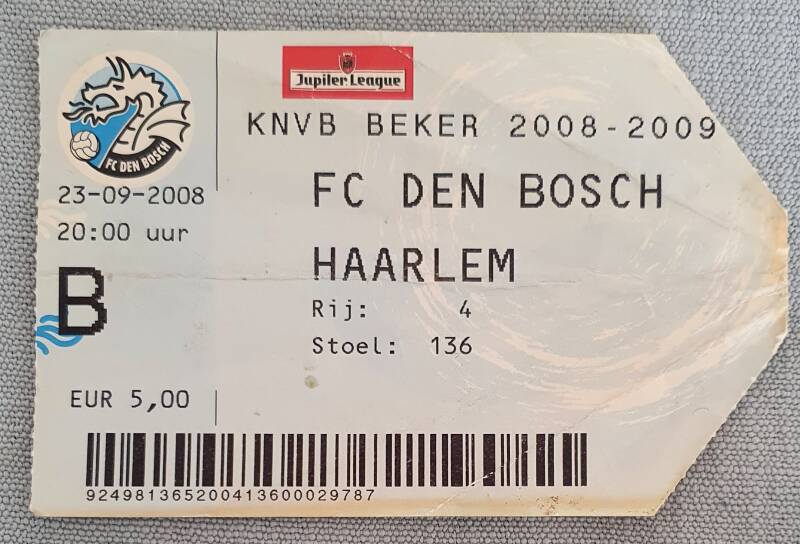 FC DEN BOSCH
Jupiler League
KNVB BEKER 2008-2009
23-09-2008
20:00 uur
B
FC DEN BOSCH
HAARLEM
Rij: 4
Stoel: 136
EUR 5,00
924981365200413600029787